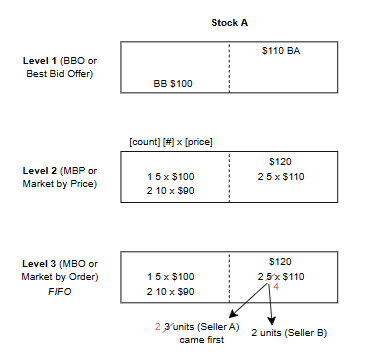 Stock A
Level 1 (BBO or
Best Bid Offer)
$110 BA
BB $100
[count] [#] x [price]
Level 2 (MBP or
Market by Price)
$120
1 5 x $100
2 5 x $110
2 10 x $90
Level 3 (MBO or
Market by Order)
FIFO
$120
1 5 x $100
2 5 x $110
4
2 10 x $90
2 3 units (Seller A)
came first
2 units (Seller B)